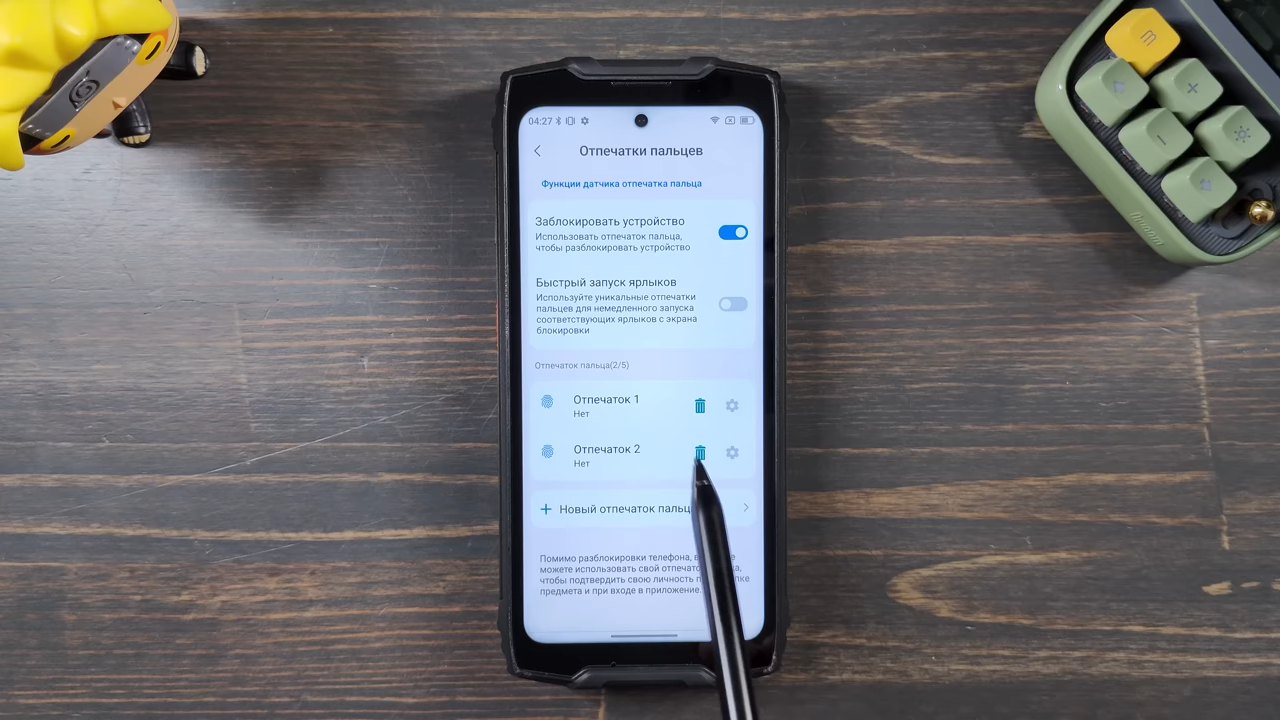 04:27
Отпечатки пальцев
Функции датчика отпечатка пальца
Заблокировать устройство
Использовать отпечаток пальца,
чтобы разблокировать устройство
Быстрый запуск ярлыков
Используйте уникальные отпечатки
пальцев для немедленного запуска
соответствующих ярлыков с экрана
блокировки
Отпечаток пальца(2/5)
Отпечаток 1
Нет
Отпечаток 2
Нет
+ Новый отпечаток пальц
Помимо разблокировки телефона, в
можете использовать свой отпечат
чтобы подтвердить свою личность
предмета и при входе в приложение